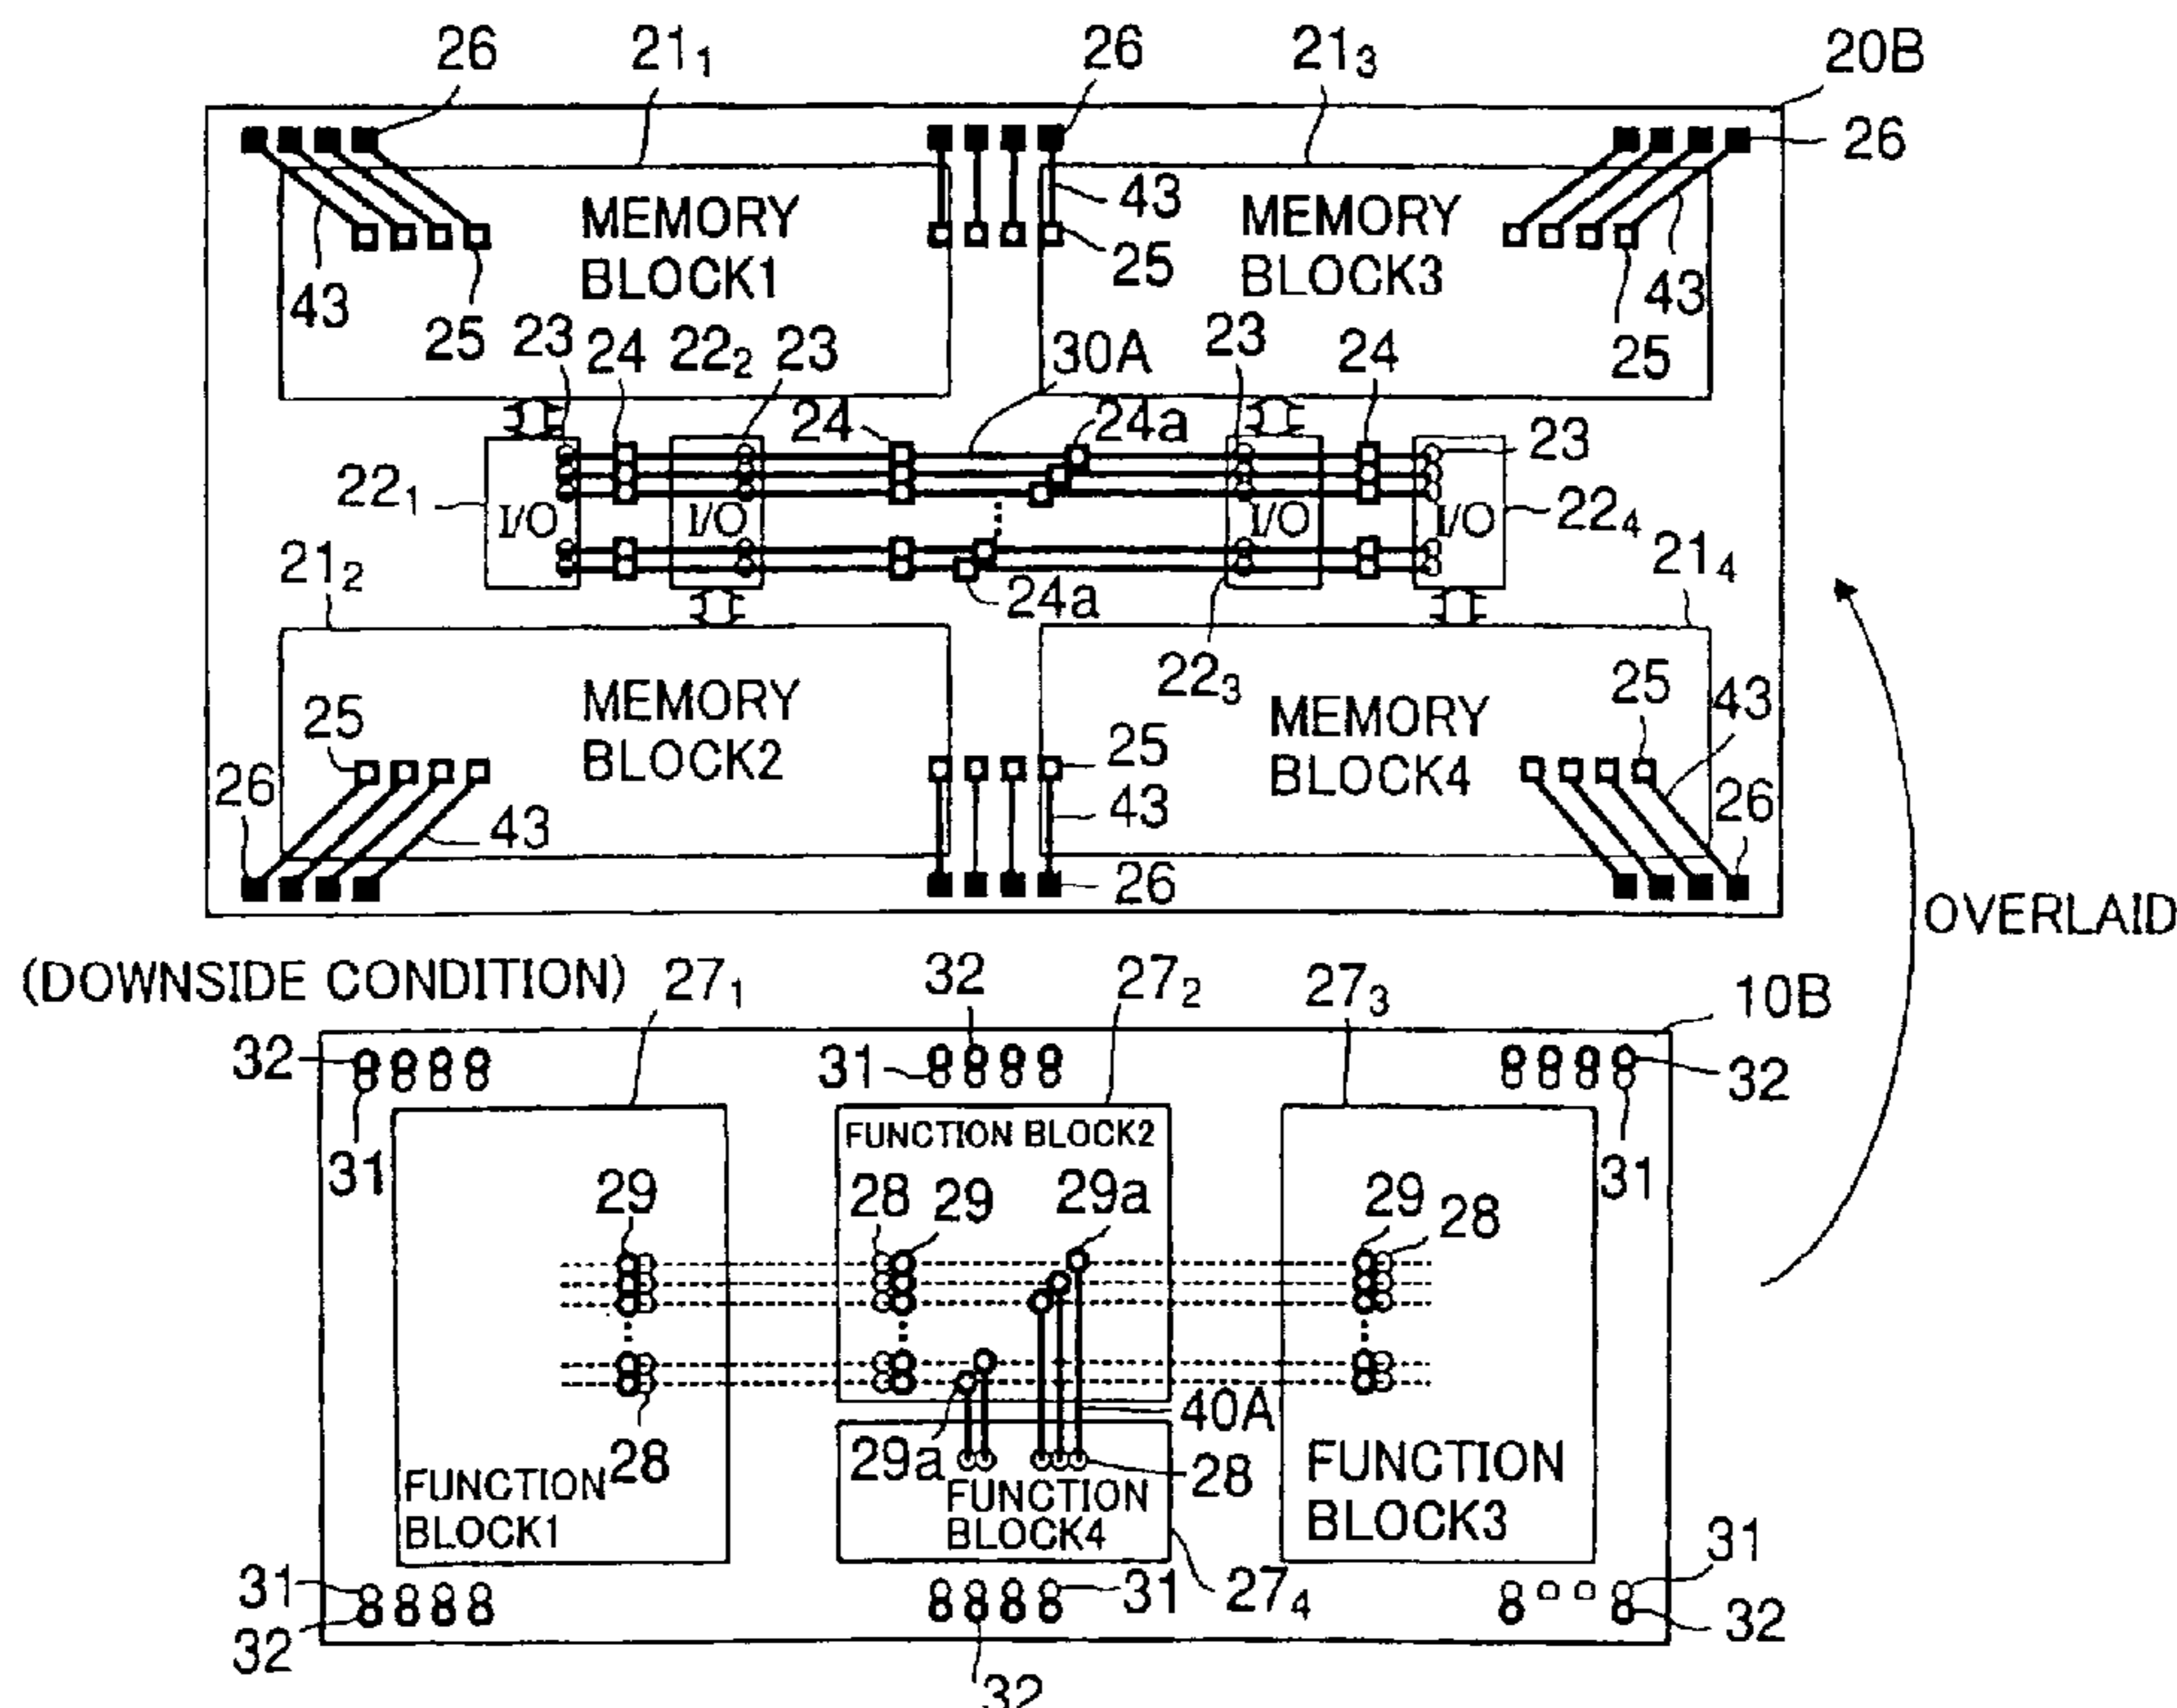 26 21₁ 26 21₃ 20B
26
MEMORY BLOCK1
43
25
MEMORY BLOCK3
43
25
43
25
23 24 22₂ 23 24 30A 24a 23 24 23
22₁ I/O I/O I/O I/O 22₄
21₂ 24a 22₃ 21₄
25 MEMORY BLOCK2
25
43
MEMORY BLOCK4
25 43
26 43 26 26
OVERLAID
(DOWNSIDE CONDITION) 27₁ 32 27₂ 27₃ 10B
32 31 32
31 31
FUNCTION BLOCK2
29 28 29 29a 29 28
40A
28 29a 28
FUNCTION BLOCK1
FUNCTION BLOCK4
FUNCTION BLOCK3
31 31 27₄ 31
32 32 32